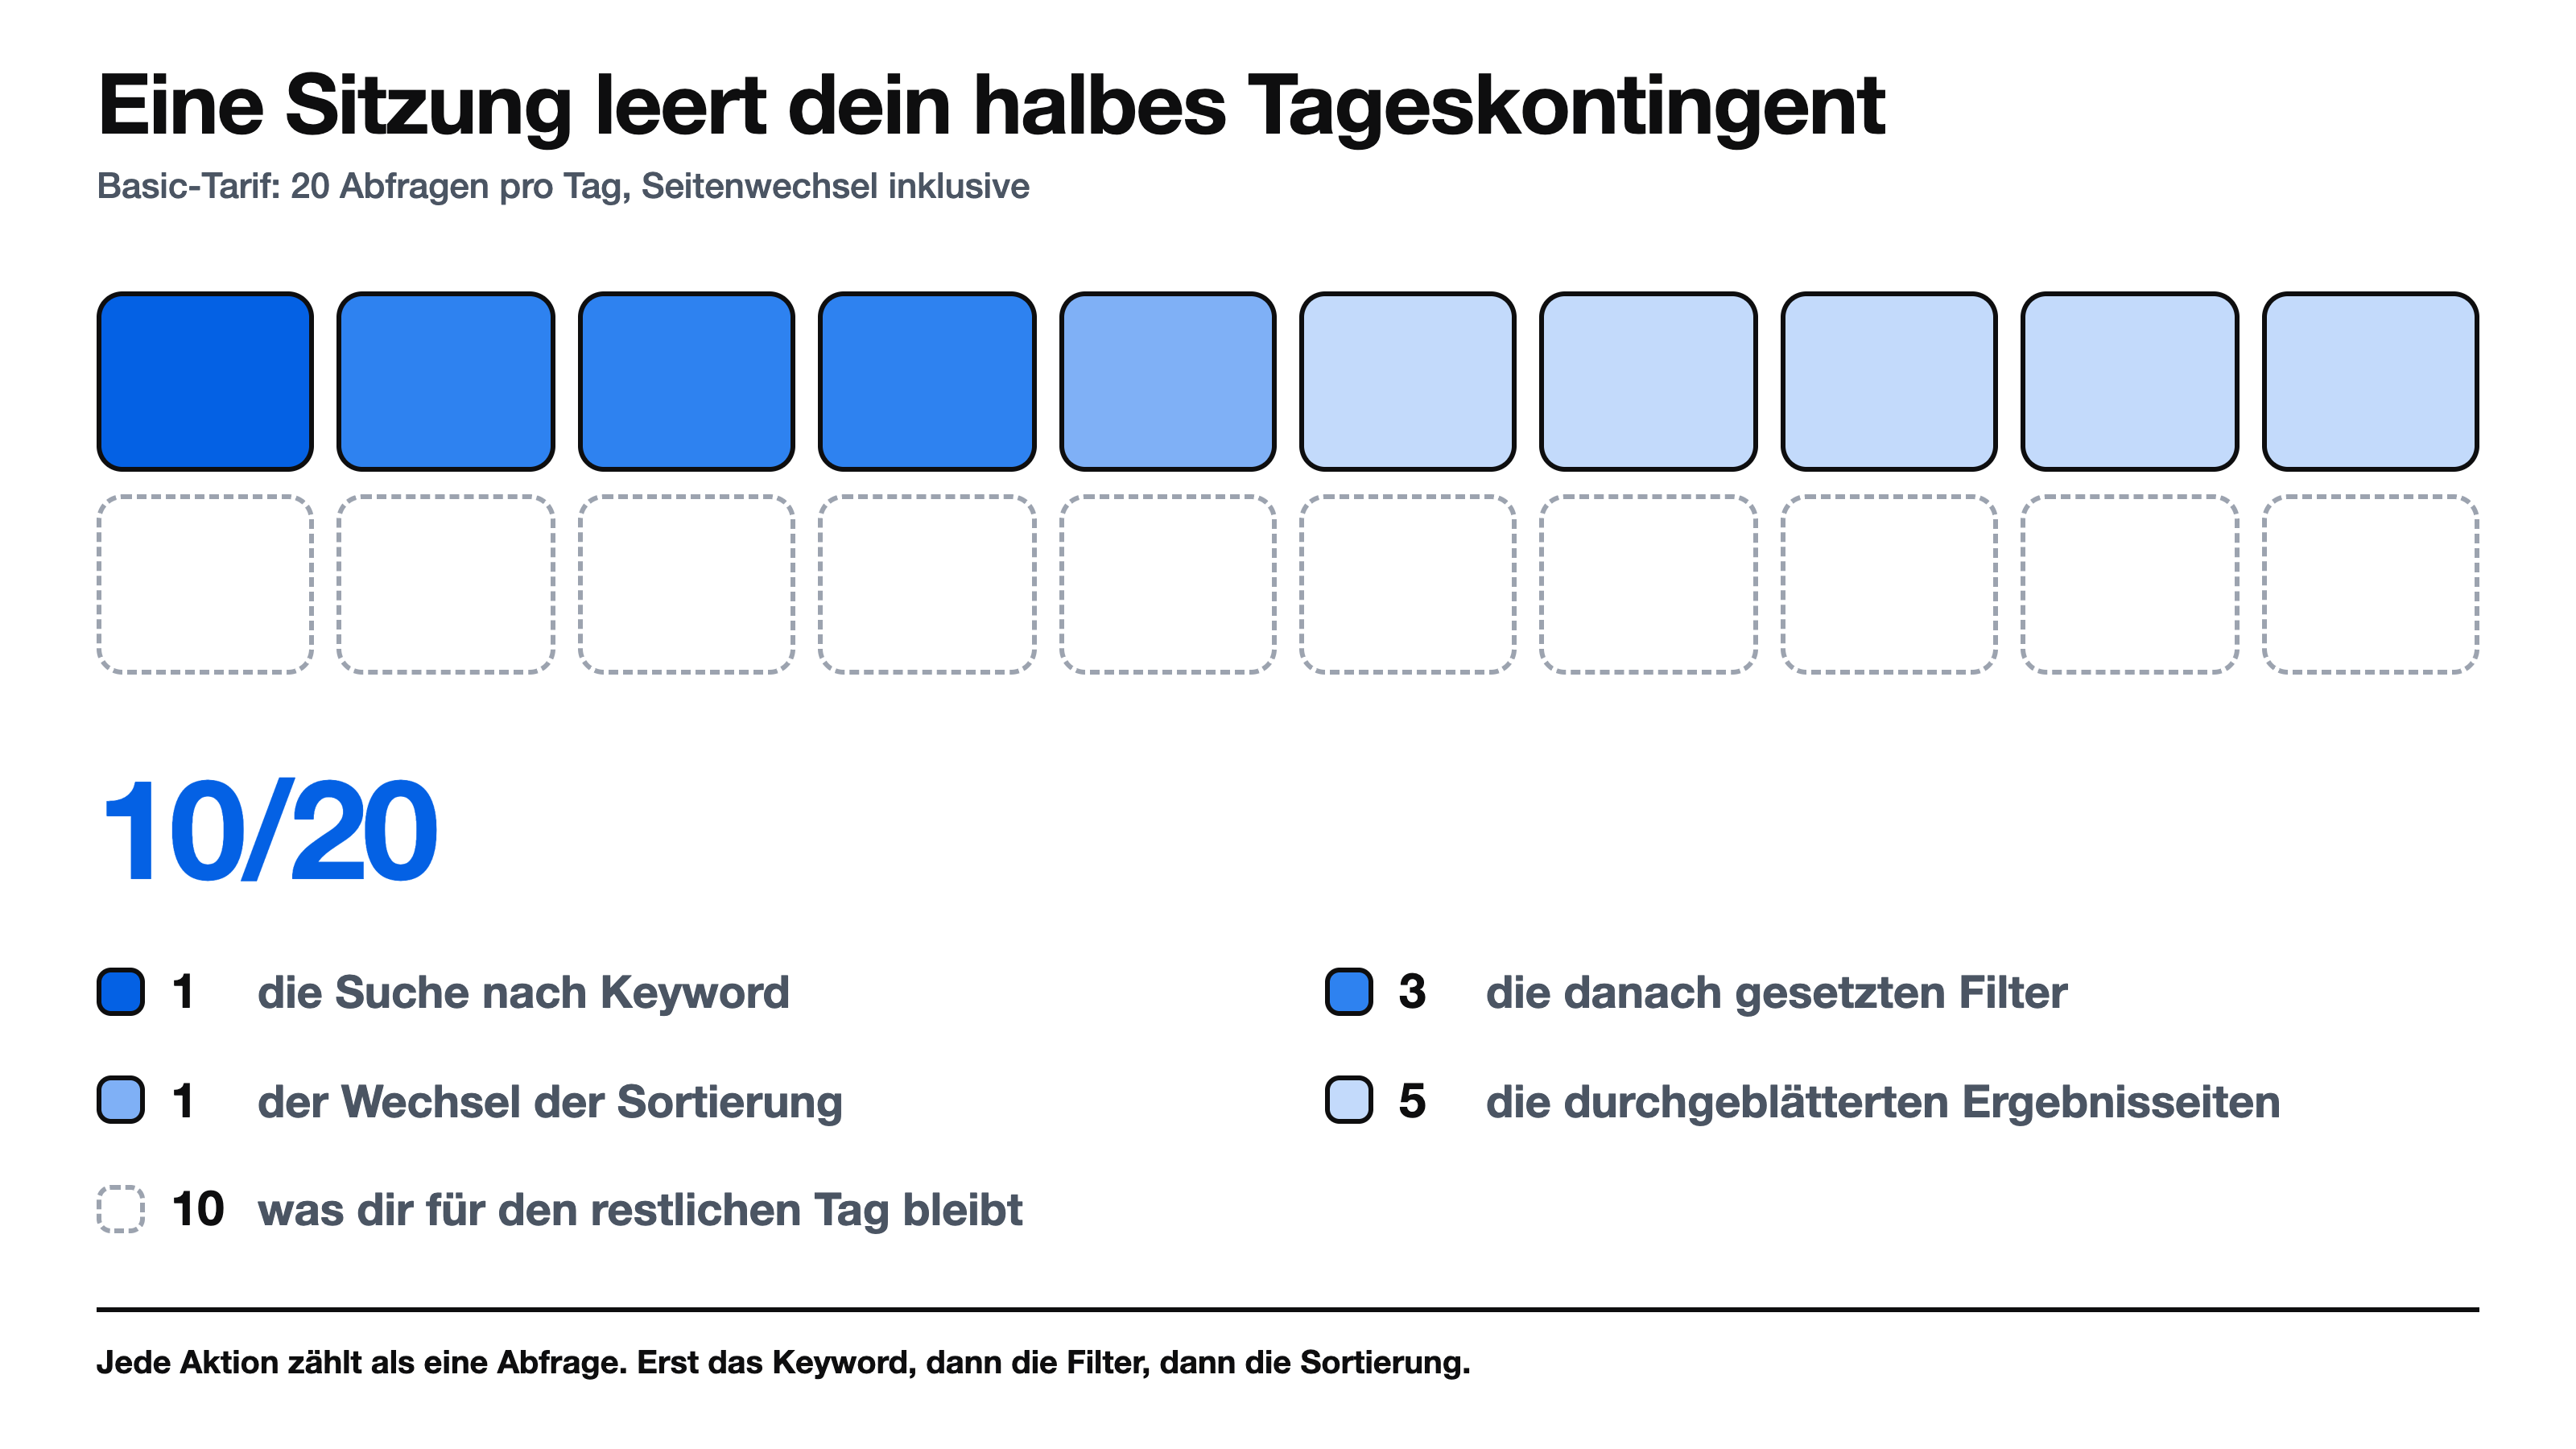 Eine Sitzung leert dein halbes Tageskontingent
Basic-Tarif: 20 Abfragen pro Tag, Seitenwechsel inklusive
10/20
1 die Suche nach Keyword
3 die danach gesetzten Filter
1 der Wechsel der Sortierung
5 die durchgeblätterten Ergebnisseiten
10 was dir für den restlichen Tag bleibt
Jede Aktion zählt als eine Abfrage. Erst das Keyword, dann die Filter, dann die Sortierung.